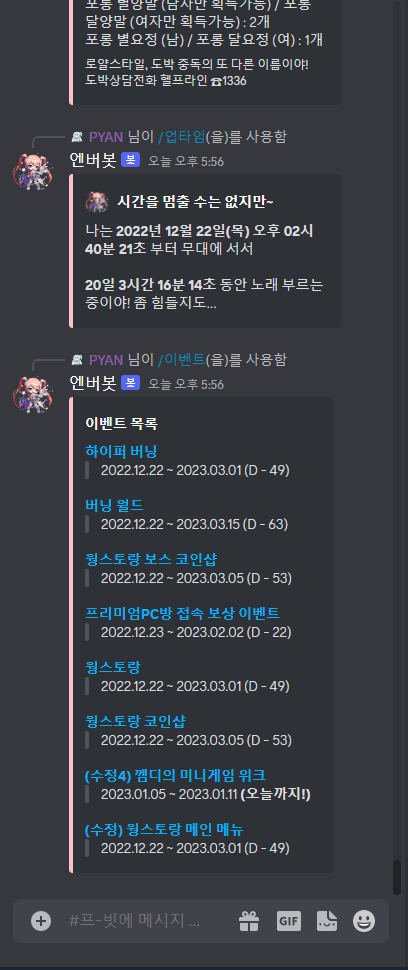 포롱 별양말 (남자만 획득가능) / 포롱
달양말 (여자만 획득가능) : 2개
포롱 별요정 (남) / 포롱 달요정 (여) : 1개
로얄스타일, 도박 중독의 또 다른 이름이야!
도박상담전화 헬프라인 ☎1336
PYAN 님이 /업타임(을)를 사용함
엔버봇 봇 오늘 오후 5:56
시간을 멈출 수는 없지만~
나는 2022년 12월 22일(목) 오후 02시
40분 21초 부터 무대에 서서
20일 3시간 16분 14초 동안 노래 부르는
중이야! 좀 힘들지도...
PYAN 님이 /이벤트(을)를 사용함
엔버봇 봇 오늘 오후 5:56
이벤트 목록
하이퍼 버닝
2022.12.22 ~ 2023.03.01 (D - 49)
버닝 월드
2022.12.22 ~ 2023.03.15 (D - 63)
웡스토랑 보스 코인샵
2022.12.22 ~ 2023.03.05 (D - 53)
프리미엄PC방 접속 보상 이벤트
2022.12.23 ~ 2023.02.02 (D - 22)
웡스토랑
2022.12.22 ~ 2023.03.01 (D - 49)
웡스토랑 코인샵
2022.12.22 ~ 2023.03.05 (D - 53)
(수정4) 껨디의 미니게임 위크
2023.01.05 ~ 2023.01.11 (오늘까지!)
(수정) 웡스토랑 메인 메뉴
2022.12.22 ~ 2023.03.01 (D - 49)
#프-빗에 메시지 ...
GIF